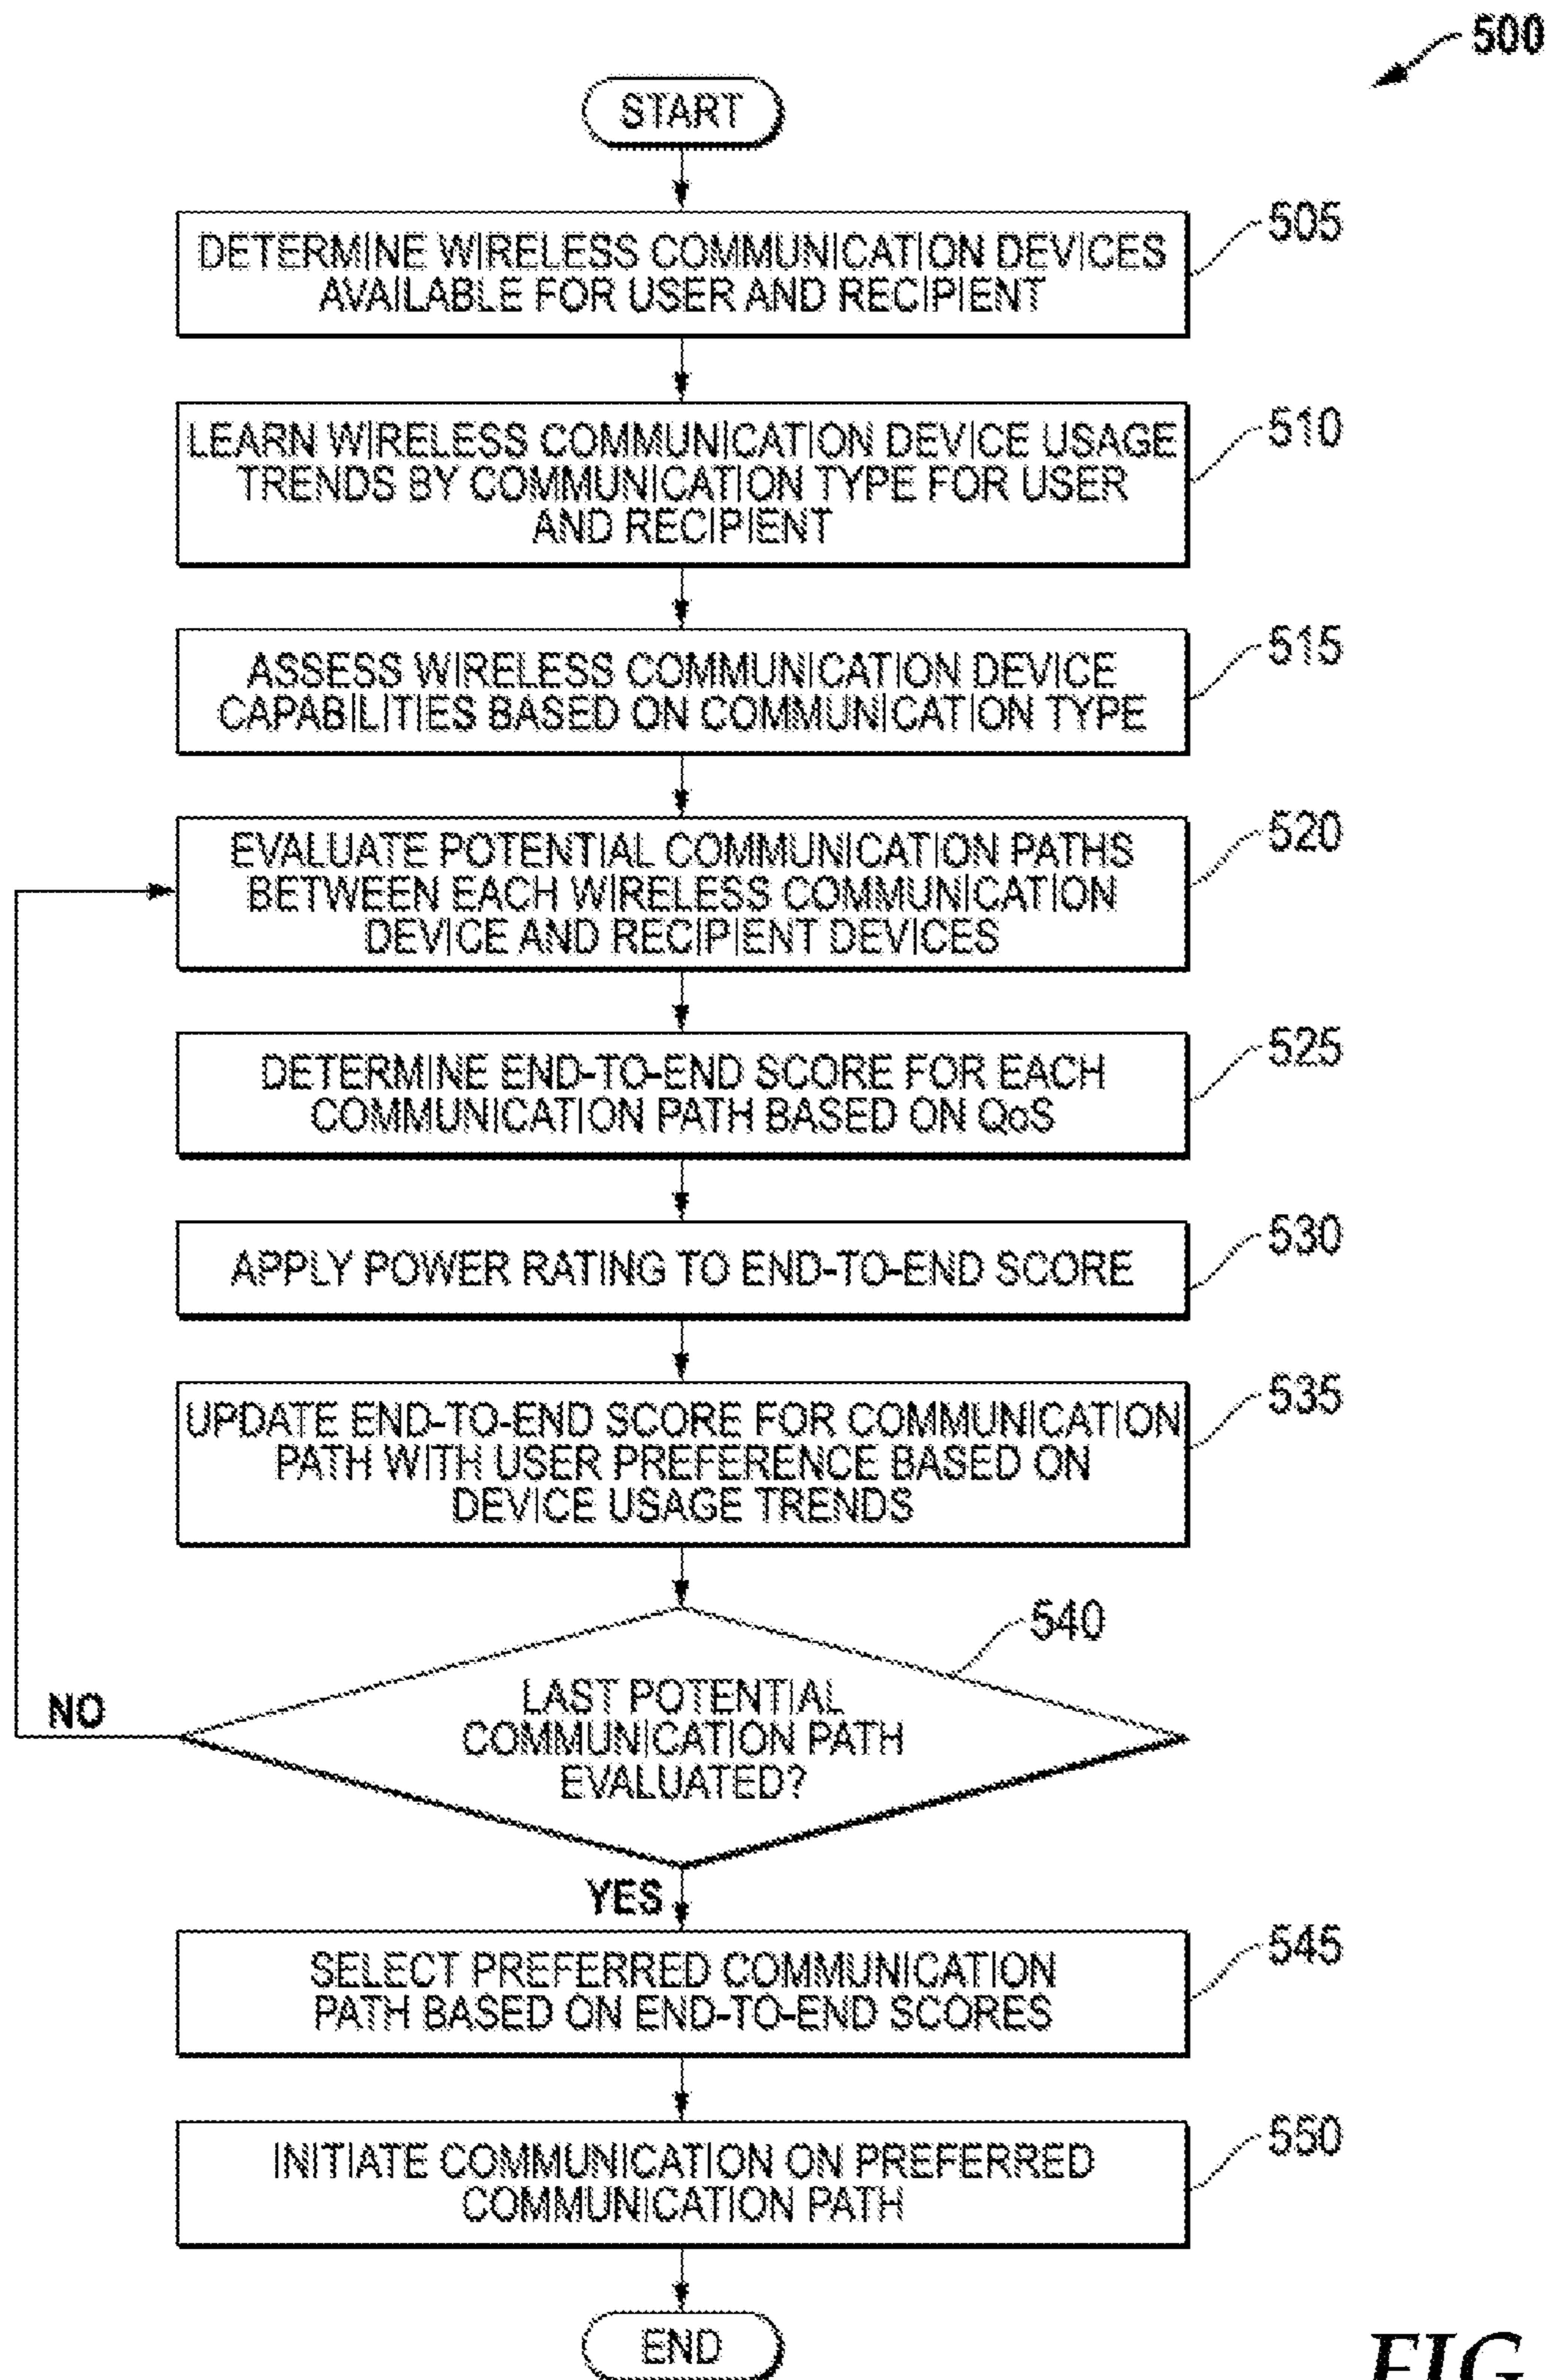 500
START
505
DETERMINE WIRELESS COMMUNICATION DEVICES
AVAILABLE FOR USER AND RECIPIENT
510
LEARN WIRELESS COMMUNICATION DEVICE USAGE
TRENDS BY COMMUNICATION TYPE FOR USER
AND RECIPIENT
515
ASSESS WIRELESS COMMUNICATION DEVICE
CAPABILITIES BASED ON COMMUNICATION TYPE
520
EVALUATE POTENTIAL COMMUNICATION PATHS
BETWEEN EACH WIRELESS COMMUNICATION
DEVICE AND RECIPIENT DEVICES
525
DETERMINE END-TO-END SCORE FOR EACH
COMMUNICATION PATH BASED ON QoS
530
APPLY POWER RATING TO END-TO-END SCORE
535
UPDATE END-TO-END SCORE FOR COMMUNICATION
PATH WITH USER PREFERENCE BASED ON
DEVICE USAGE TRENDS
540
LAST POTENTIAL
COMMUNICATION PATH
EVALUATED?
NO
YES
545
SELECT PREFERRED COMMUNICATION
PATH BASED ON END-TO-END SCORES
550
INITIATE COMMUNICATION ON PREFERRED
COMMUNICATION PATH
END
FIG